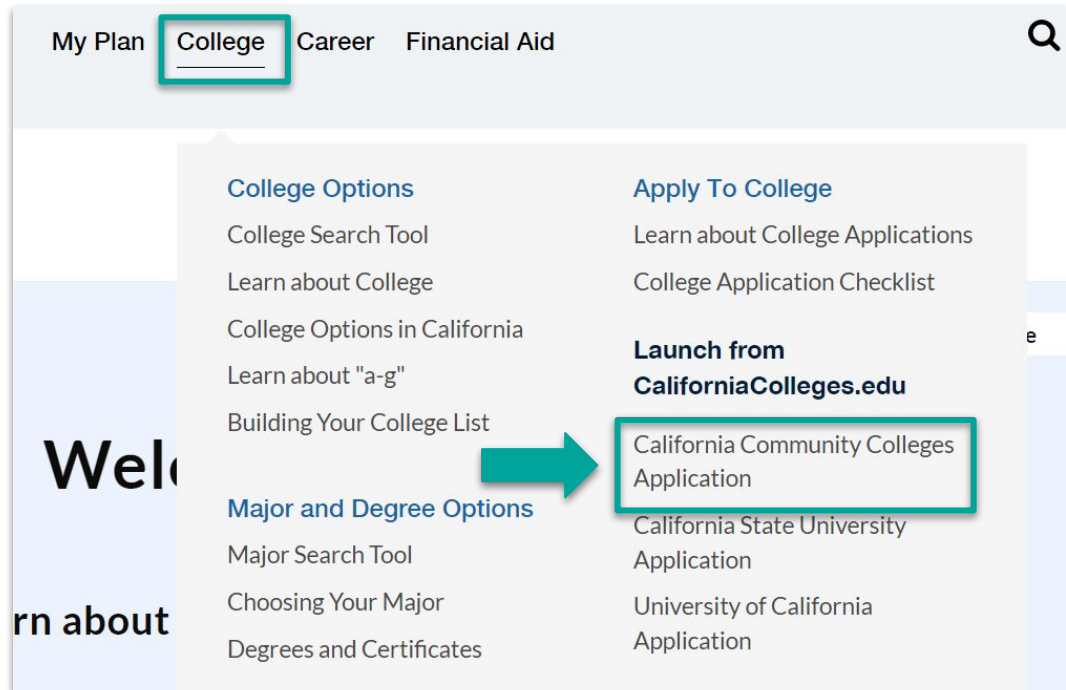 My Plan College Career Financial Aid
College Options
College Search Tool
Learn about College
College Options in California
Learn about "a-g"
Building Your College List
Major and Degree Options
Major Search Tool
Choosing Your Major
Degrees and Certificates
Apply To College
Learn about College Applications
College Application Checklist
Launch from
CaliforniaColleges.edu
California Community Colleges
Application
California State University
Application
University of California
Application
about